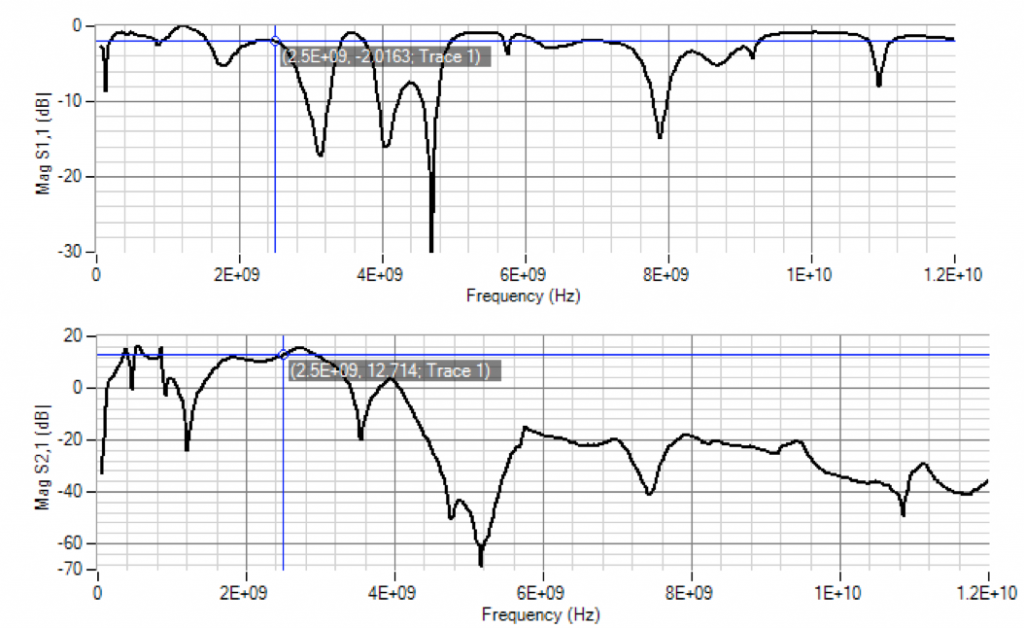 0
-10
-20
-30
Mag S1,1 (dB|
(2.5E+09, -2.0163; Trace 1)
0 2E+09 4E+09 6E+09 8E+09 1E+10 1.2E+10
Frequency (Hz)
20
0
-20
-40
-60
-70
Mag S2,1 (dB|
(2.5E+09, 12.714; Trace 1)
0 2E+09 4E+09 6E+09 8E+09 1E+10 1.2E+10
Frequency (Hz)